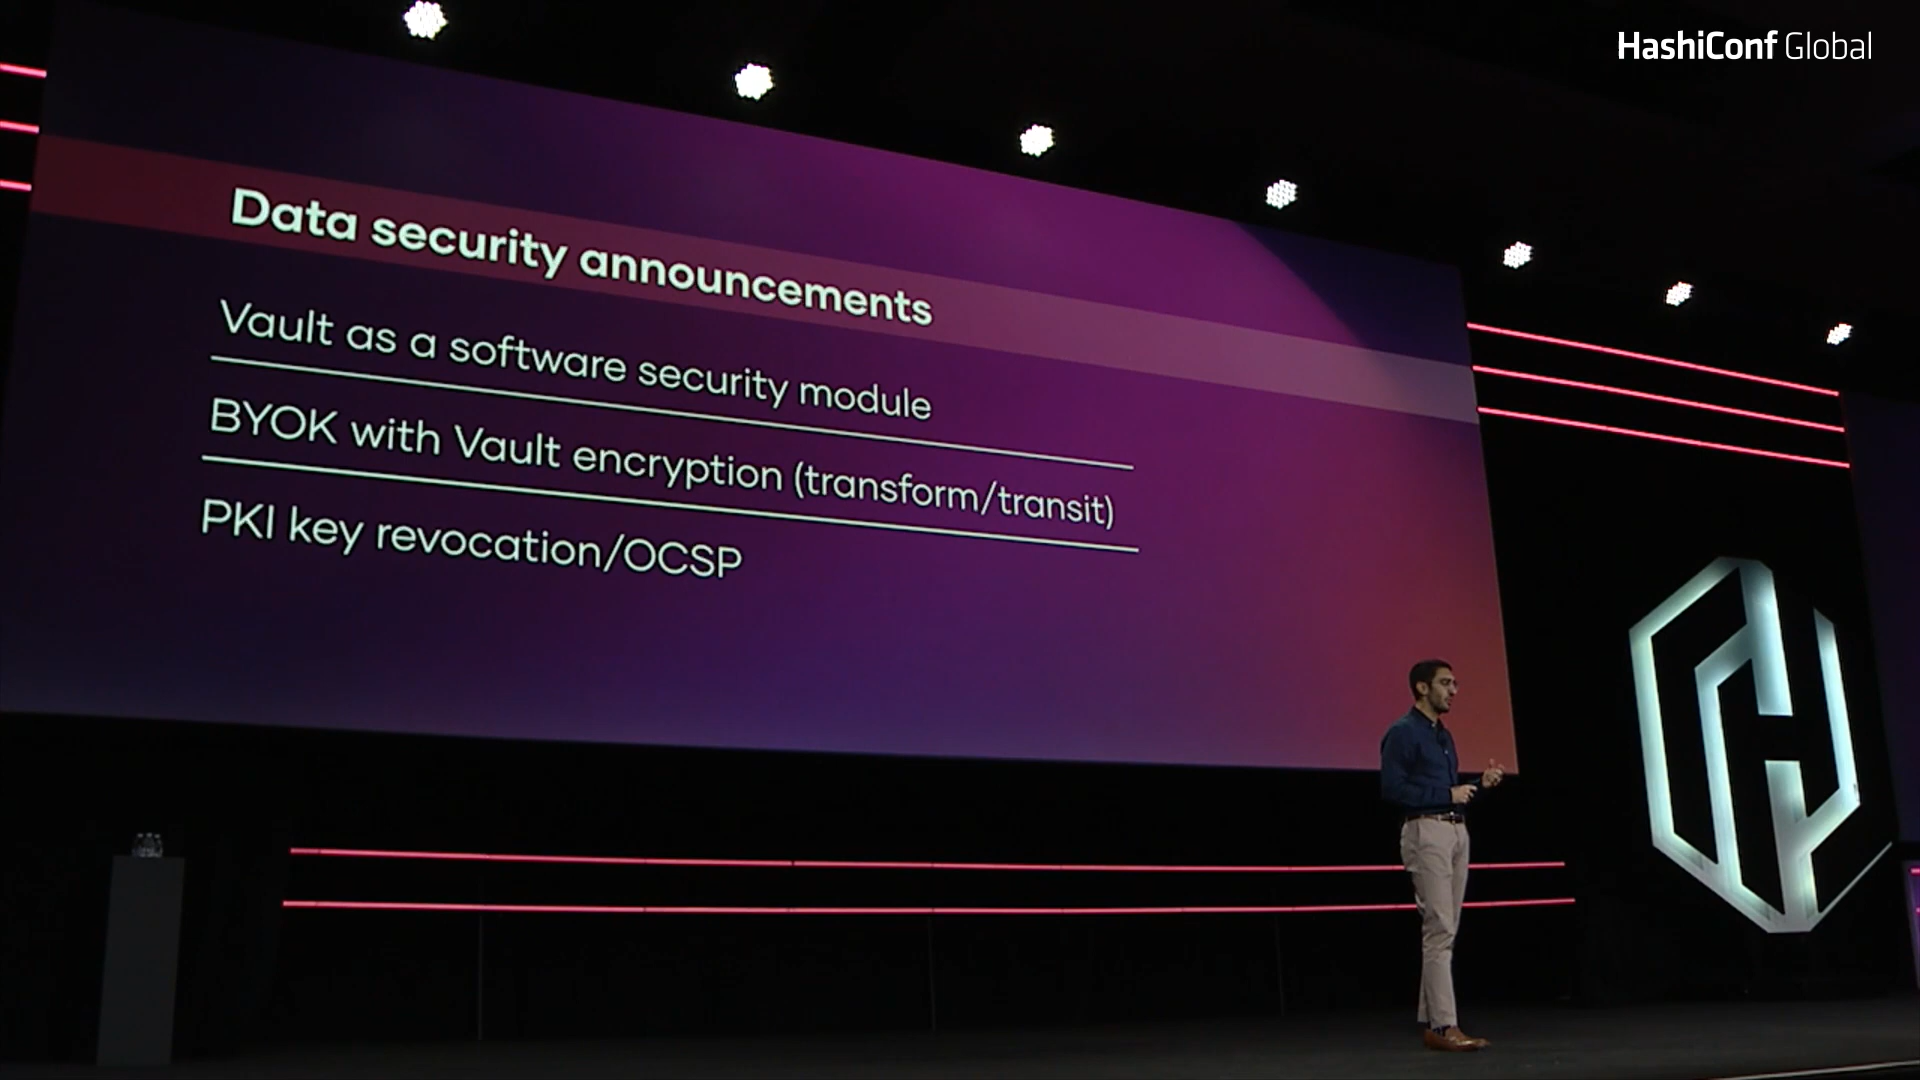 HashiConf Global
Data security announcements
Vault as a software security module
BYOK with Vault encryption (transform/transit)
PKI key revocation/OCSP